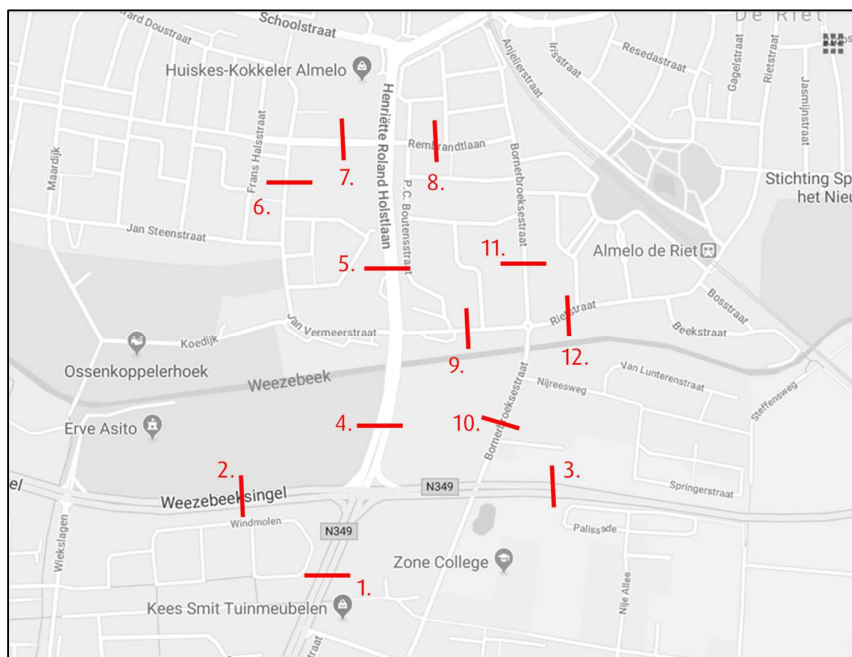 Schoolstraat
De Riet
Doustraat
Huiskes-Kokkeler Almelo
Anjelierstraat
Irisstraat
Resedastraat
Gagelstraat
Rietstraat
Jasmijnstraat
Maardijk
Frans Halsstraat
Henriëtte Roland Holstlaan
Rembrandtlaan
Bornerbroeksestraat
7.
8.
6.
P.C. Boutensstraat
Stichting Sp
het Nieu
Jan Steenstraat
5.
11.
Almelo de Riet
Koedijk
Jan Vermeerstraat
Rietstraat
Bosstraat
Beekstraat
9.
12.
Ossenkoppelerhoek
Weezebeek
Bornerbroeksestraat
Nijreesweg
Van Lunterenstraat
Steffensweg
Erve Asito
4.
10.
2.
3.
el
Weezebeeksingel
N349
Springerstraat
Windmolen
N349
Palissade
Wiekslagen
Zone College
Nije Allee
1.
Kees Smit Tuinmeubelen
straat